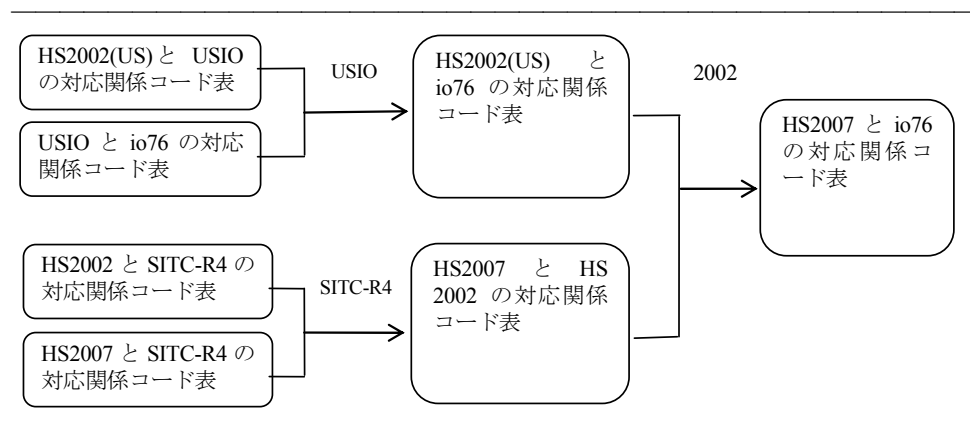 HS2002(US)と USIO
の対応関係コード表
USIO と io76 の対応
関係コード表
USIO
HS2002(US) と
io76 の対応関係
コード表
HS2002 と SITC-R4 の
対応関係コード表
HS2007 と SITC-R4 の
対応関係コード表
SITC-R4
HS2007 と HS
2002 の対応関係
コード表
2002
HS2007 と io76
の対応関係コ
ード表